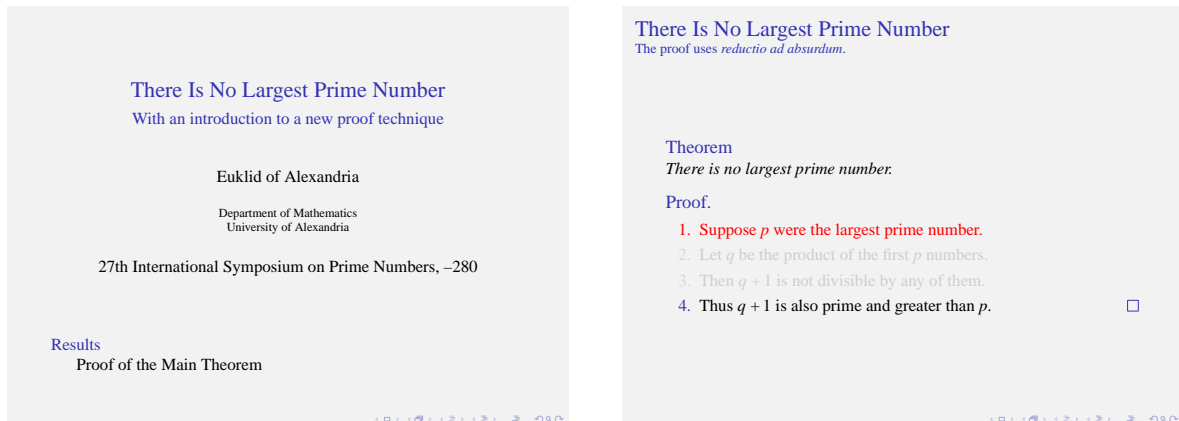 There Is No Largest Prime Number
With an introduction to a new proof technique
Euklid of Alexandria
Department of Mathematics
University of Alexandria
27th International Symposium on Prime Numbers, –280
Results
Proof of the Main Theorem
There Is No Largest Prime Number
The proof uses reductio ad absurdum.
Theorem
There is no largest prime number.
Proof.
1. Suppose p were the largest prime number.
2. Let q be the product of the first p numbers.
3. Then q + 1 is not divisible by any of them.
4. Thus q + 1 is also prime and greater than p.